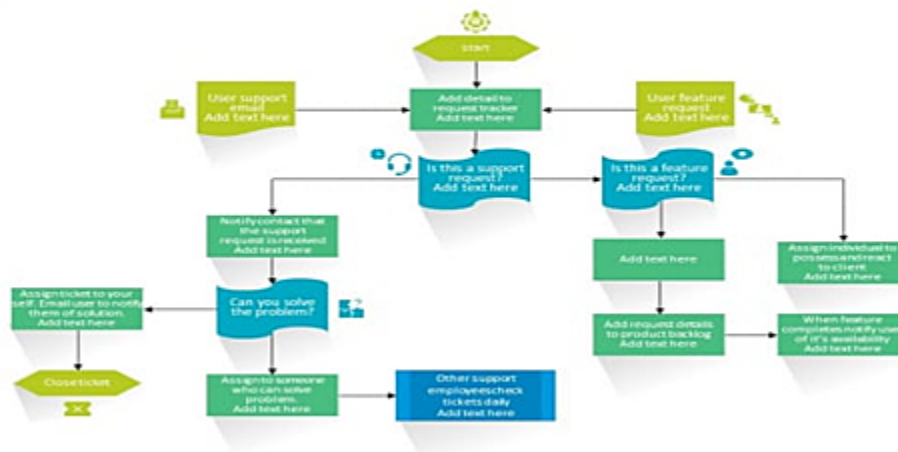 Start
User support
email
Add text here
Add detail to
request tracker
Add text here
User feature
request
Add text here
Is this a support
request?
Add text here
Is this a feature
request?
Add text here
Notify contact that
the support
request is received
Add text here
Add text here
Assign individual to
possess and react
to client
Add text here
Assign ticket to your
self. Email user to notify
them of solution.
Add text here
Can you solve
the problem?
Add request details
to product backlog
Add text here
When feature
completes notify user
of it's availability
Add text here
Close ticket
Assign to someone
who can solve
problem.
Add text here
Other support
employees check
tickets daily
Add text here